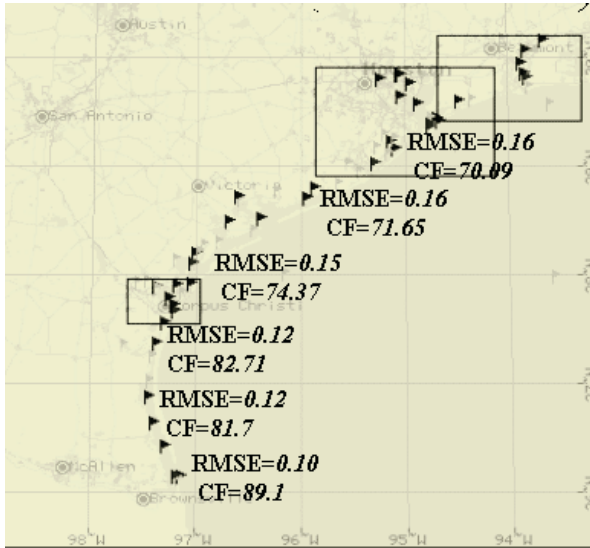 Austin
Beaumont
Houston
San Antonio
RMSE=0.16
CF=70.09
Victoria
RMSE=0.16
CF=71.65
RMSE=0.15
CF=74.37
Corpus Christi
RMSE=0.12
CF=82.71
RMSE=0.12
CF=81.7
McAllen
RMSE=0.10
CF=89.1
98°W 97°W 96°W 95°W 94°W